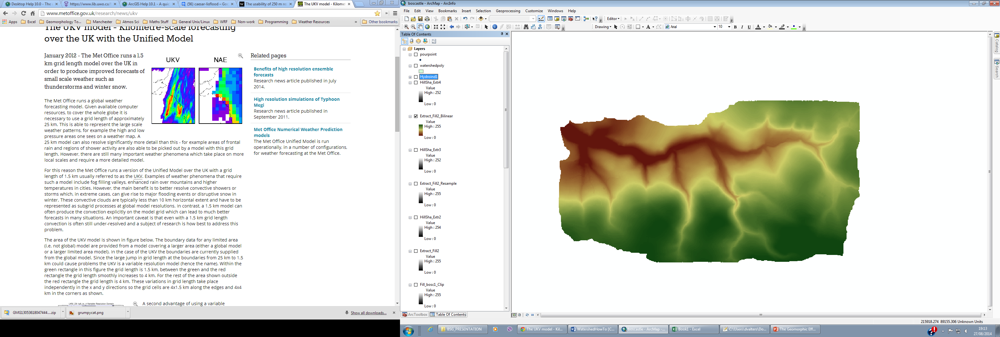 Desktop Help 10.0 - The
https://www.lib.uwo.ca/
ArcGIS Help 10.1 - A quic
(56) caesar-lisflood – Goo
The usability of 250 m re
The UKV model - Kilome
www.metoffice.gov.uk/research/news/ukv
Apps Excel Geomorphology To... Manchester Atmos Sci Maths Stuff General Unix/Linux WRF Non-work Programming Weather Resources » Other bookmarks
The UKV model - Kilometre-scale forecasting
over the UK with the Unified Model
January 2012 - The Met Office runs a 1.5
km grid length model over the UK in
order to produce improved forecasts of
small scale weather such as
thunderstorms and winter snow.
UKV NAE
The Met Office runs a global weather
forecasting model. Given available computer
resources, to cover the whole globe it is
necessary to use a grid length of approximately
25 km. This is able to represent the large scale
weather patterns, for example the high and low
pressure areas one sees on a weather map. A
25 km model can also resolve significantly more detail than this - for example areas of frontal
rain and regions of shower activity are also able to be picked out by a model with this grid
length. However, there are still many important weather phenomena which take place on more
local scales and require a more detailed model.
For this reason the Met Office runs a version of the Unified Model over the UK with a grid
length of 1.5 km usually referred to as the UKV. Examples of weather phenomena that require
such a model include fog filling valleys, enhanced rain over mountains and higher
temperatures in cities. However, the main benefit is to better resolve convective showers or
storms which, in extreme cases, can give rise to major flooding events or disruptive snow in
winter. These convective clouds are typically less than 10 km horizontal extent and have to be
represented as subgrid processes at global model resolutions. In contrast, a 1.5 km model can
often produce the convection explicitly on the model grid which can lead to much better
forecasts in many situations. An important caveat is that even with a 1.5 km grid length
convection is often still under-resolved and a subject of research is how best to address this
problem.
The area of the UKV model is shown in figure below. The boundary data for any limited area
(i.e. not global) model are provided from a model covering a larger area (either a global model
or a larger limited area model). In the case of the UKV the boundaries are currently supplied
from the global model. Since the large jump in grid length at the boundaries from 25 km to 1.5
km could cause problems the UKV is a variable resolution model (hence the name). Within the
green rectangle in this figure the grid length is 1.5 km, between the green and the red
rectangle the grid length smoothly increases to 4 km. For the rest of the area shown outside
the red rectangle the grid length is 4 km. These variations in grid length take place
independently in the x and y directions so the grid cells are 4x1.5 km along the edges and 4x4
km in the corners as shown.
A second advantage of using a variable
Related pages
Benefits of high resolution ensemble
forecasts
Research news article published in July
2014.
High resolution simulations of Typhoon
Megi
Research news article published in
September 2011.
Met Office Numerical Weather Prediction
models
The Met Office Unified Model is run
operationally, in a number of configurations,
for weather forecasting at the Met Office.
GMG13053618047444....zip
grumpycat.png
Show all downloads...
boscastle - ArcMap - ArcInfo
File Edit View Bookmarks Insert Selection Geoprocessing Customize Windows Help
Editor
Drawing
Arial
10
B I U A
Table Of Contents
Layers
pourpoint
watershedpoly
Hydroind1
HillSha_Extr4
Value
High : 252
Low : 0
Extract_Fill2_Bilinear
Value
High : 255
Low : 0
HillSha_Extr3
Value
High : 252
Low : 0
Extract_Fill2_Resample
Value
High : 255
Low : 0
HillSha_Extr2
Value
High : 254
Low : 0
Extract_Fill2
Value
High : 255
Low : 0
Fill_bosc1_Clip
Value
High : 255
Low : 0
ArcToolbox Table Of Contents
Catalog
Search
215918.274 89155.306 Unknown Units
BSG_PRESENTATION
The UKV model - Kil...
WatershedHowTo [C...
boscastle - ArcMap -...
Book1 - Excel
C:\Users\dvalters\Do...
The Geomorphic Eff...
19:13
27/08/2014